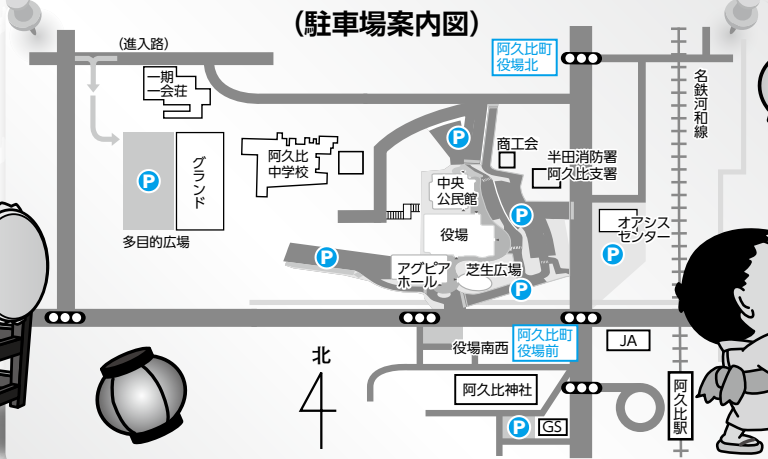 (駐車場案内図)
(進入路)
阿久比町
役場北
名鉄河和線
一期
一会荘
P
商工会
半田消防署
阿久比支署
阿久比
中学校
グランド
P
中央
公民館
P
多目的広場
役場
オアシス
センター
P
P
アグピア
ホール
芝生広場
P
役場南西
阿久比町
役場前
JA
北
阿久比神社
阿久比駅
P
GS